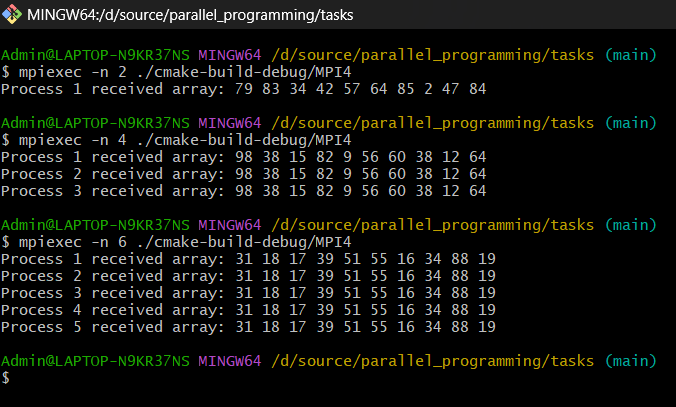 MINGW64:/d/source/parallel_programming/tasks
Admin@LAPTOP-N9KR37NS MINGW64 /d/source/parallel_programming/tasks (main)
$ mpiexec -n 2 ./cmake-build-debug/MPI4
Process 1 received array: 79 83 34 42 57 64 85 2 47 84
Admin@LAPTOP-N9KR37NS MINGW64 /d/source/parallel_programming/tasks (main)
$ mpiexec -n 4 ./cmake-build-debug/MPI4
Process 1 received array: 98 38 15 82 9 56 60 38 12 64
Process 2 received array: 98 38 15 82 9 56 60 38 12 64
Process 3 received array: 98 38 15 82 9 56 60 38 12 64
Admin@LAPTOP-N9KR37NS MINGW64 /d/source/parallel_programming/tasks (main)
$ mpiexec -n 6 ./cmake-build-debug/MPI4
Process 1 received array: 31 18 17 39 51 55 16 34 88 19
Process 2 received array: 31 18 17 39 51 55 16 34 88 19
Process 3 received array: 31 18 17 39 51 55 16 34 88 19
Process 4 received array: 31 18 17 39 51 55 16 34 88 19
Process 5 received array: 31 18 17 39 51 55 16 34 88 19
Admin@LAPTOP-N9KR37NS MINGW64 /d/source/parallel_programming/tasks (main)
$